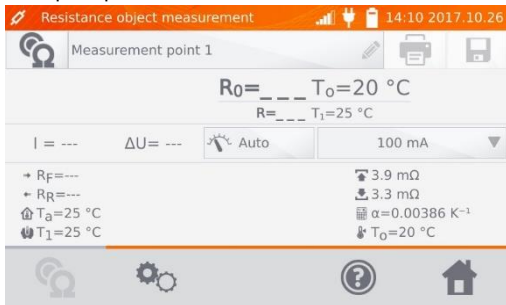 Resistance object measurement 14:10 2017.10.26
Measurement point 1
R₀=_ _ _ T₀=20 °C
R=_ _ _ T₁=25 °C
I = --- ΔU= --- Auto 100 mA
→ RF=--- 3.9 mΩ
← RR=--- 3.3 mΩ
Ta=25 °C α=0.00386 K⁻¹
T₁=25 °C T₀=20 °C